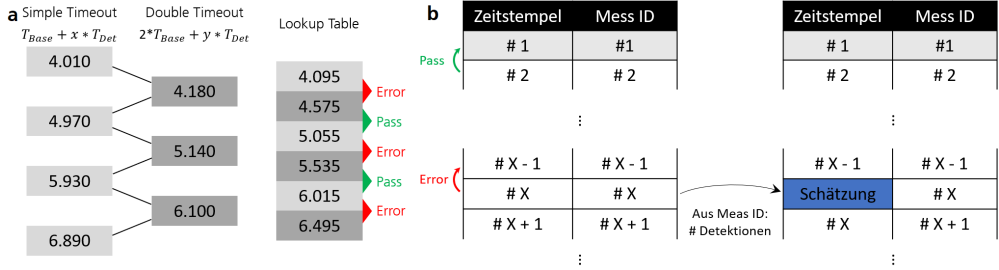 a
Simple Timeout
T_Base + x * T_Det
4.010
4.970
5.930
6.890
Double Timeout
2*T_Base + y * T_Det
4.180
5.140
6.100
Lookup Table
4.095
4.575
5.055
5.535
6.015
6.495
Error
Pass
Error
Pass
Error
b
Zeitstempel Mess ID
# 1 #1
# 2 # 2
Pass
⋮
# X - 1 # X - 1
# X # X
# X + 1 # X + 1
Error
⋮
Aus Meas ID:
# Detektionen
Zeitstempel Mess ID
# 1 #1
# 2 # 2
⋮
# X - 1 # X - 1
Schätzung # X
# X # X + 1
⋮